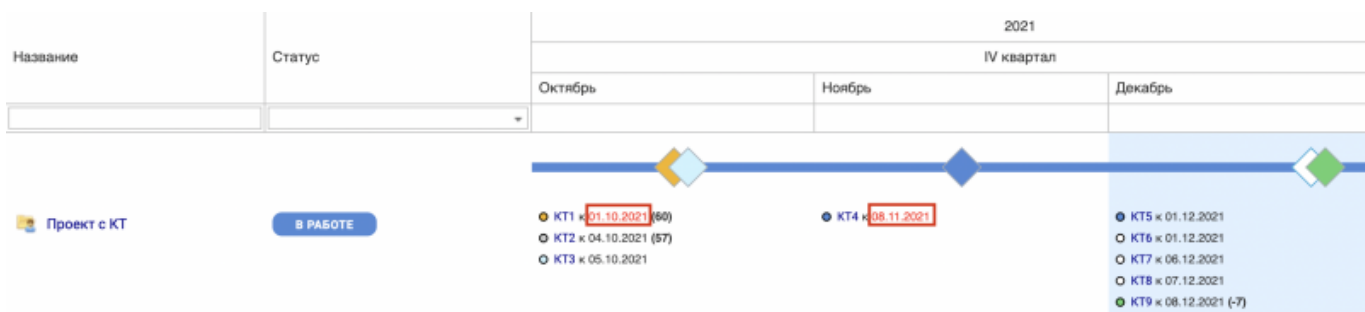 2021
Название
Статус
IV квартал
Октябрь
Ноябрь
Декабрь
Проект с КТ
В РАБОТЕ
КТ1 к 01.10.2021 (60)
КТ2 к 04.10.2021 (57)
КТ3 к 05.10.2021
КТ4 к 08.11.2021
КТ5 к 01.12.2021
КТ6 к 01.12.2021
КТ7 к 06.12.2021
КТ8 к 07.12.2021
КТ9 к 08.12.2021 (-7)